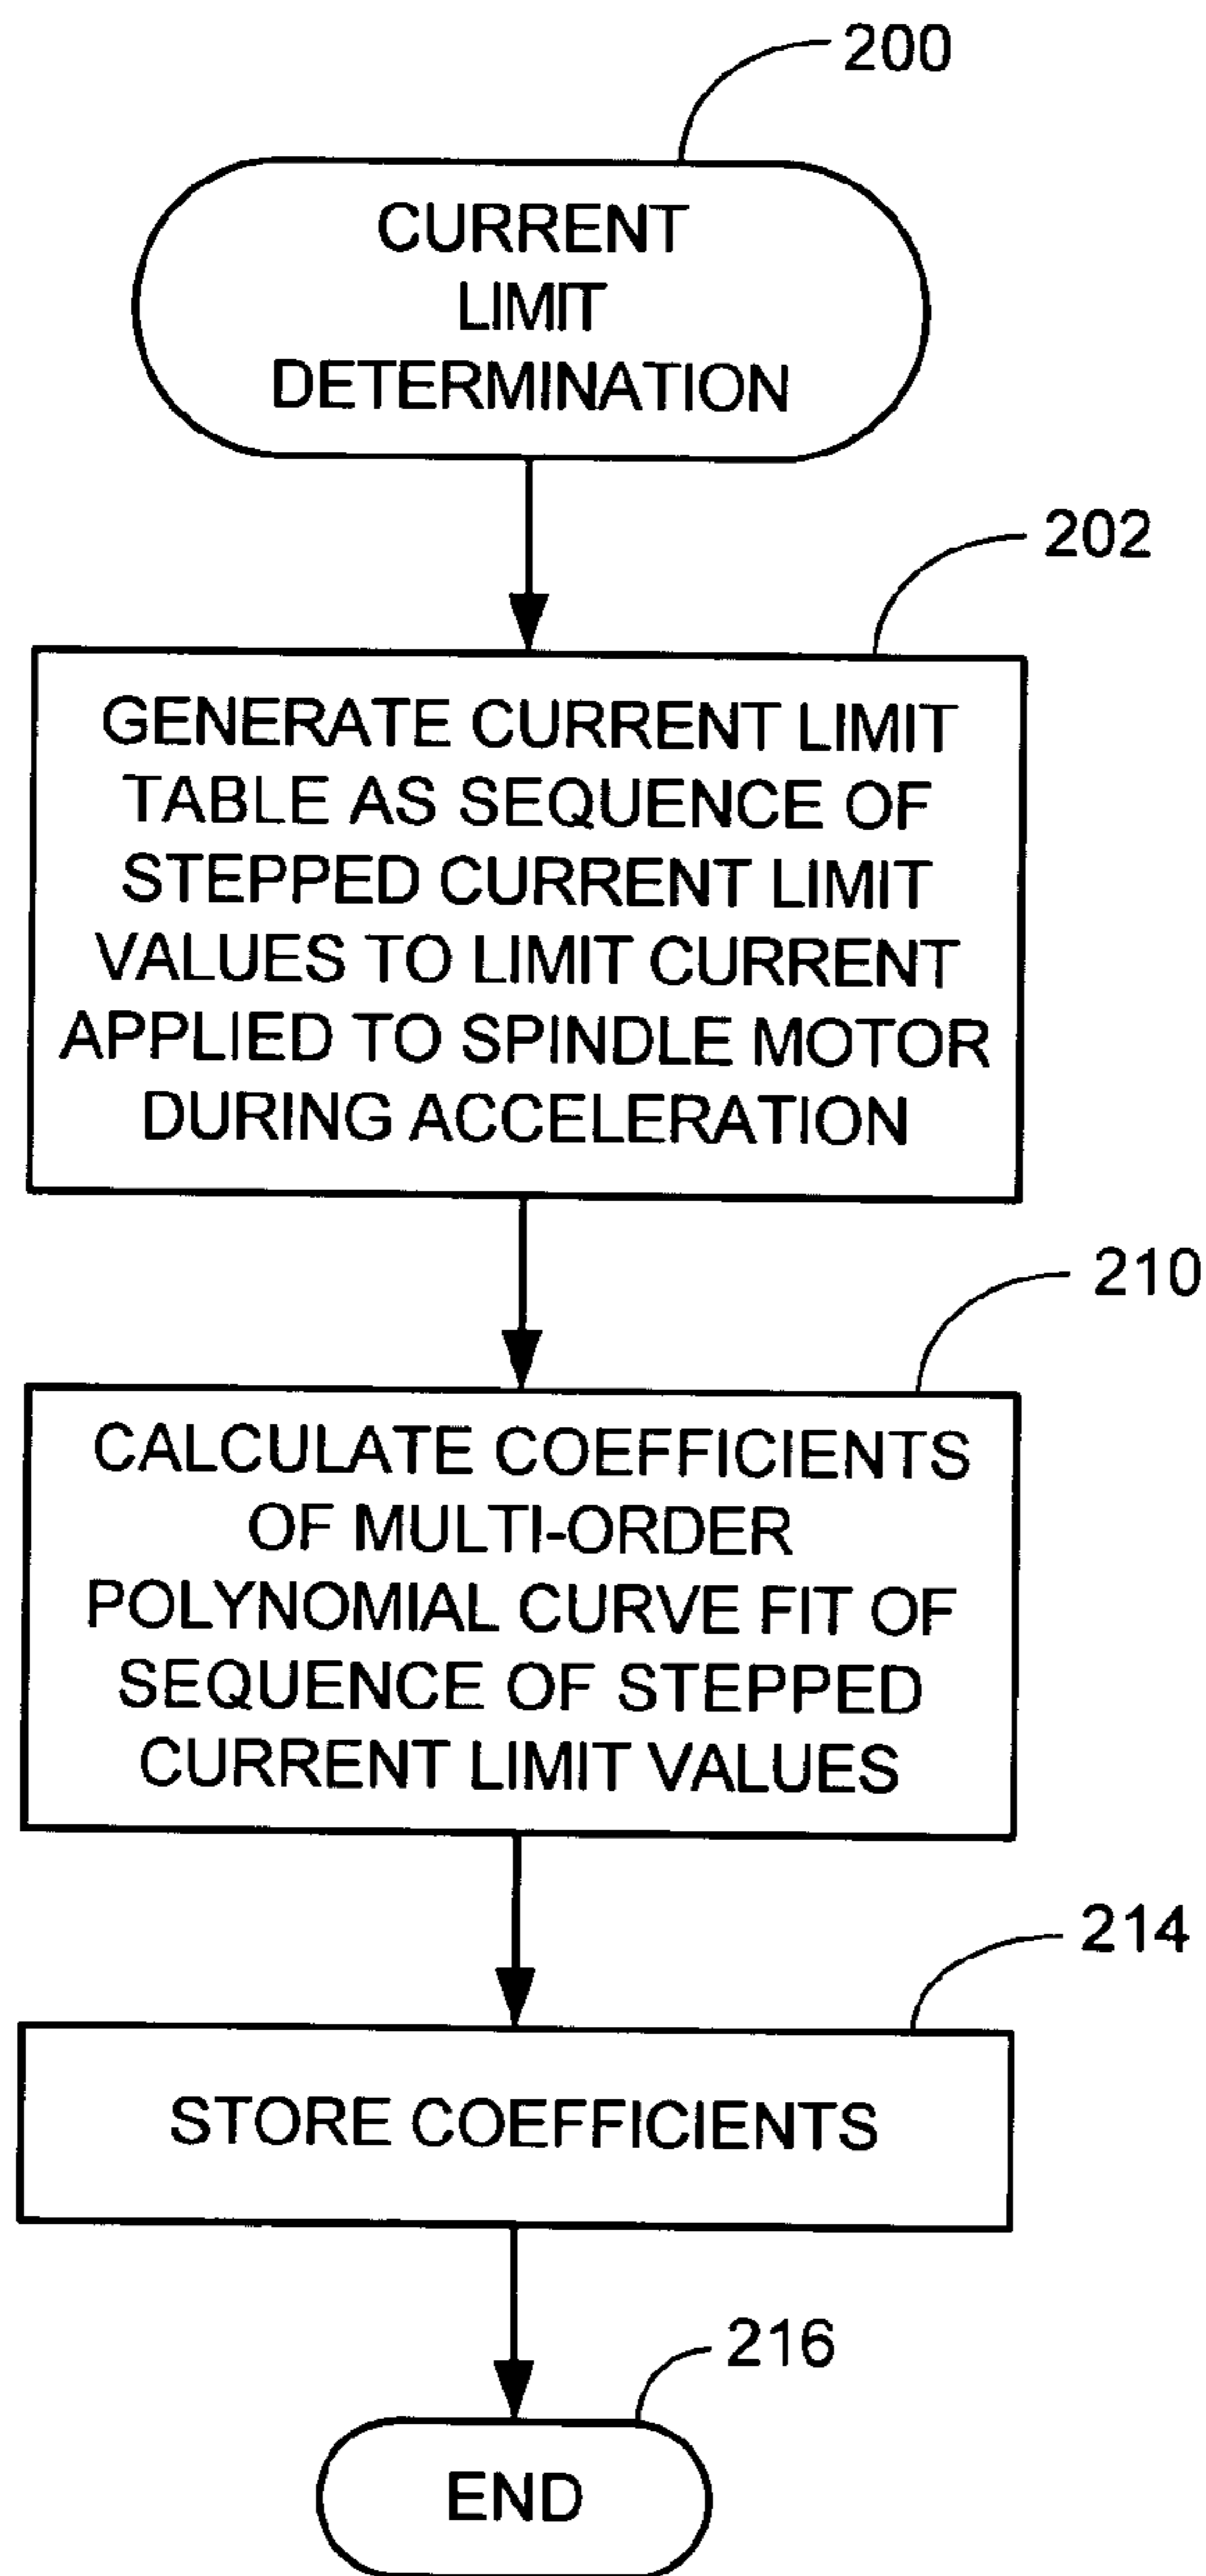 200
CURRENT
LIMIT
DETERMINATION
202
GENERATE CURRENT LIMIT
TABLE AS SEQUENCE OF
STEPPED CURRENT LIMIT
VALUES TO LIMIT CURRENT
APPLIED TO SPINDLE MOTOR
DURING ACCELERATION
210
CALCULATE COEFFICIENTS
OF MULTI-ORDER
POLYNOMIAL CURVE FIT OF
SEQUENCE OF STEPPED
CURRENT LIMIT VALUES
214
STORE COEFFICIENTS
216
END